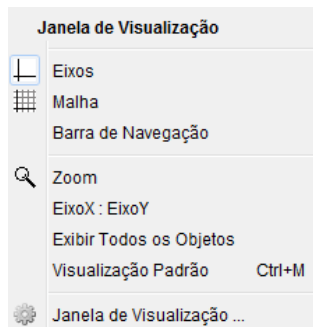 Janela de Visualização
Eixos
Malha
Barra de Navegação
Zoom
EixoX : EixoY
Exibir Todos os Objetos
Visualização Padrão Ctrl+M
Janela de Visualização ...